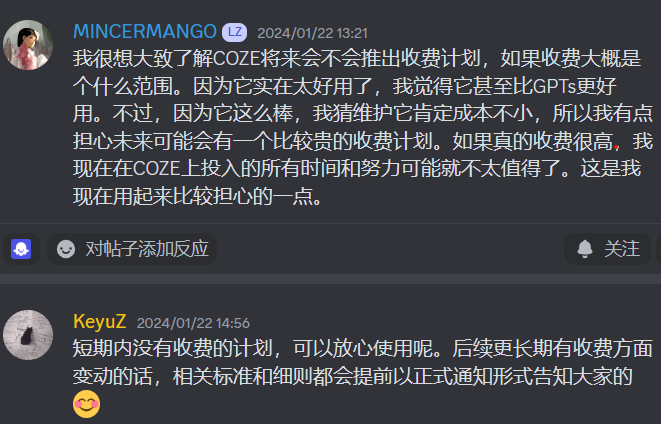 MINCERMANGO LZ 2024/01/22 13:21
我很想大致了解COZE将来会不会推出收费计划，如果收费大概是
个什么范围。因为它实在太好用了，我觉得它甚至比GPTs更好
用。不过，因为它这么棒，我猜维护它肯定成本不小，所以我有点
担心未来可能会有一个比较贵的收费计划。如果真的收费很高，我
现在在COZE上投入的所有时间和努力可能就不太值得了。这是我
现在用起来比较担心的一点。
对帖子添加反应 关注
KeyuZ 2024/01/22 14:56
短期内没有收费的计划，可以放心使用呢。后续更长期有收费方面
变动的话，相关标准和细则都会提前以正式通知形式告知大家的